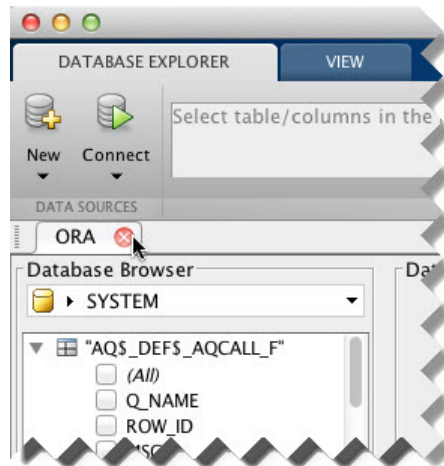 DATABASE EXPLORER VIEW
Select table/columns in the
New Connect
DATA SOURCES
ORA
Database Browser
SYSTEM
"AQ$_DEF$_AQCALL_F"
(All)
Q_NAME
ROW_ID